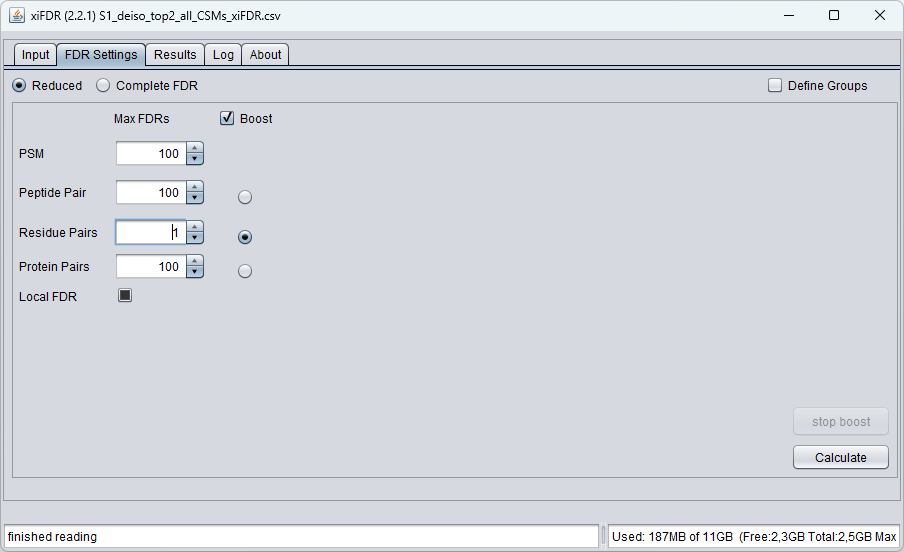 xiFDR (2.2.1) S1_deiso_top2_all_CSMs_xiFDR.csv
Input FDR Settings Results Log About
Reduced Complete FDR Define Groups
Max FDRs Boost
PSM 100
Peptide Pair 100
Residue Pairs 1
Protein Pairs 100
Local FDR
stop boost
Calculate
finished reading Used: 187MB of 11GB (Free:2,3GB Total:2,5GB Max